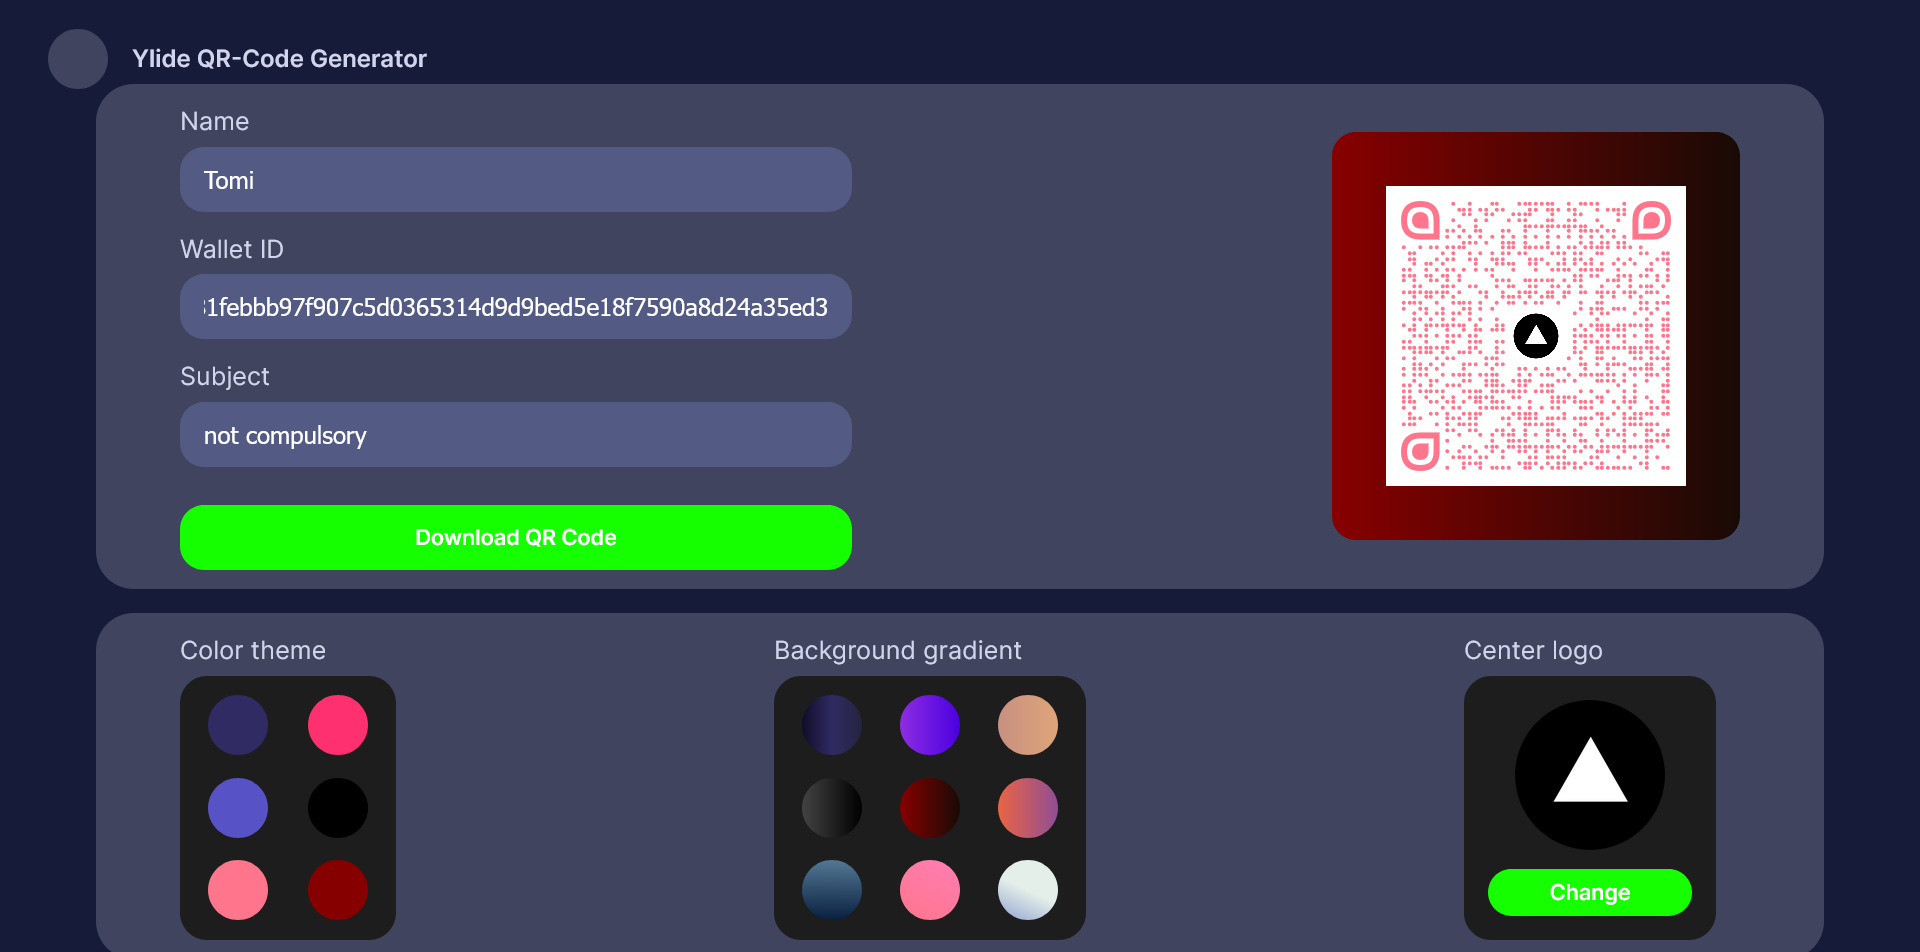 Ylide QR-Code Generator
Name
Tomi
Wallet ID
1febbb97f907c5d0365314d9d9bed5e18f7590a8d24a35ed3
Subject
not compulsory
Download QR Code
Color theme
Background gradient
Center logo
Change